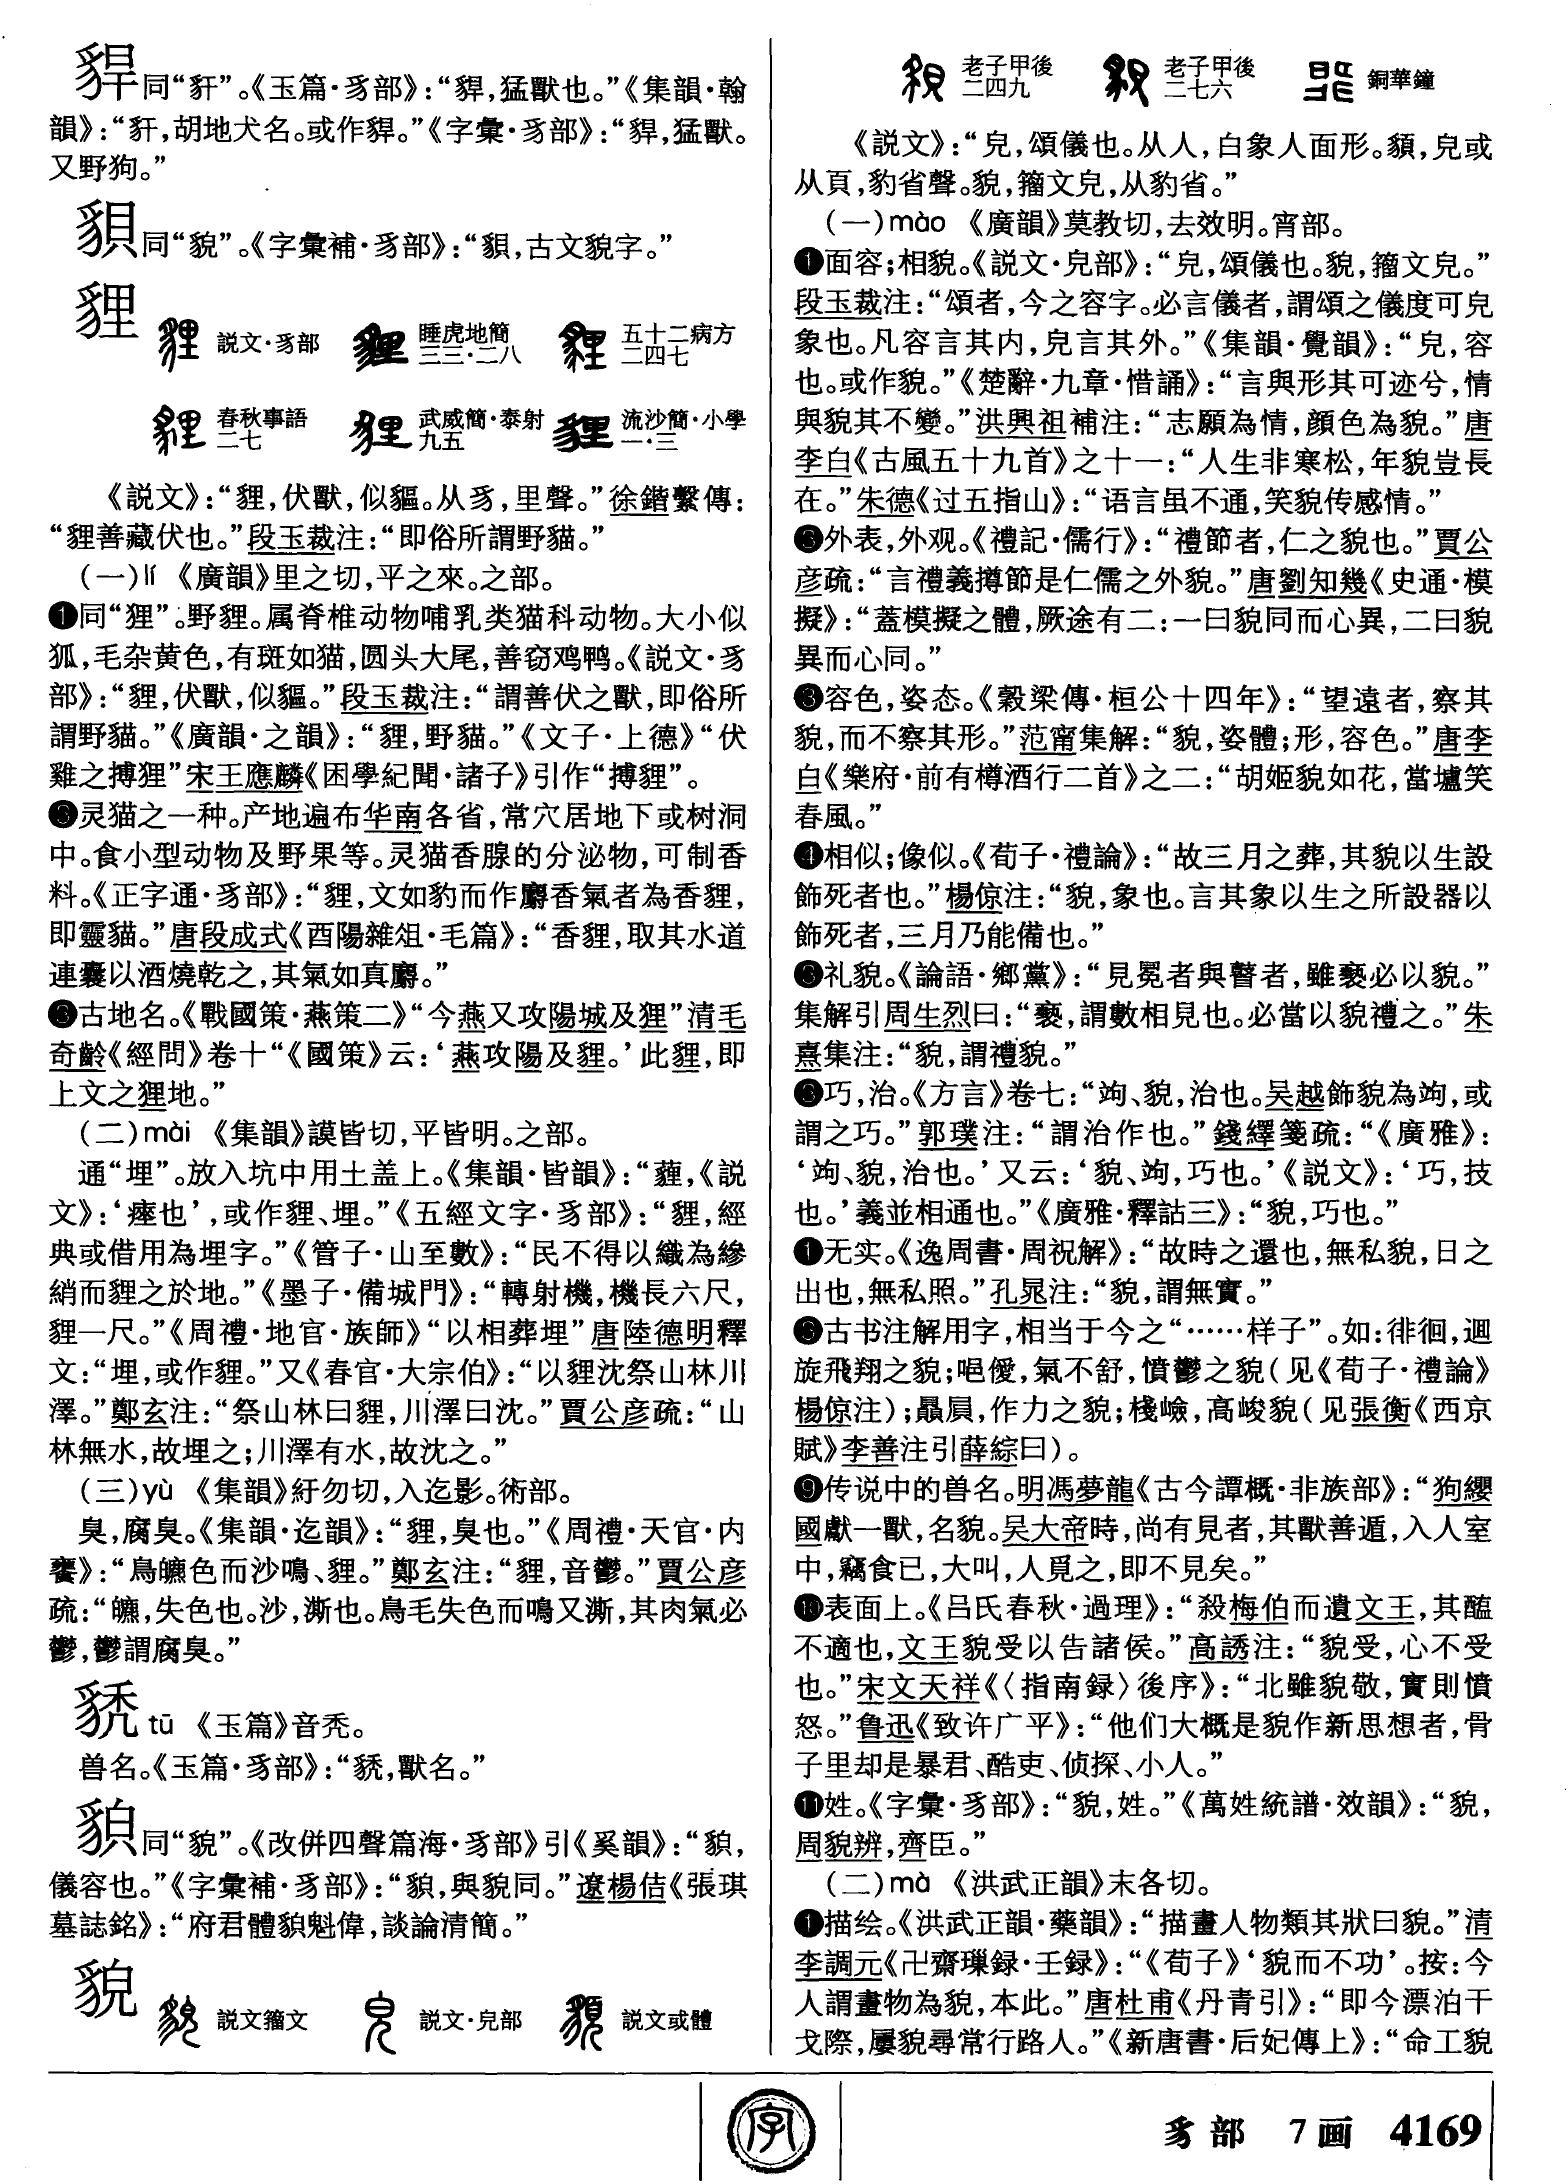 䝧同“豻”。《玉篇·豸部》：“䝧，猛獸也。”《集韻·翰
韻》：“豻，胡地犬名。或作䝧。”《字彙·豸部》：“䝧，猛獸。
又野狗。”
同“貌”。《字彙補·豸部》：“，古文貌字。”
貍
説文·豸部
睡虎地簡
三三·二八
五十二病方
二四七
春秋事語
二七
武威簡·泰射
九五
流沙簡·小學
一·三
《説文》：“貍，伏獸，似貙。从豸，里聲。”徐鍇繫傳：
“貍善藏伏也。”段玉裁注：“即俗所謂野貓。”
（一）lí 《廣韻》里之切，平之來。之部。
❶同“狸”。野貍。属脊椎动物哺乳类猫科动物。大小似
狐，毛杂黄色，有斑如猫，圆头大尾，善窃鸡鸭。《説文·豸
部》：“貍，伏獸，似貙。”段玉裁注：“謂善伏之獸，即俗所
謂野貓。”《廣韻·之韻》：“貍，野貓。”《文子·上德》“伏
雞之搏狸”宋王應麟《困學紀聞·諸子》引作“搏貍”。
❷灵猫之一种。产地遍布华南各省，常穴居地下或树洞
中。食小型动物及野果等。灵猫香腺的分泌物，可制香
料。《正字通·豸部》：“貍，文如豹而作麝香氣者為香貍，
即靈貓。”唐段成式《酉陽雜俎·毛篇》：“香貍，取其水道
連囊以酒燒乾之，其氣如真麝。”
❸古地名。《戰國策·燕策二》“今燕又攻陽城及狸”清毛
奇齡《經問》卷十“《國策》云：‘燕攻陽及貍。’此貍，即
上文之狸地。”
（二）mài 《集韻》謨皆切，平皆明。之部。
通“埋”。放入坑中用土盖上。《集韻·皆韻》：“薶，《説
文》：‘瘞也’，或作貍、埋。”《五經文字·豸部》：“貍，經
典或借用為埋字。”《管子·山至數》：“民不得以織為縿
綃而貍之於地。”《墨子·備城門》：“轉射機，機長六尺，
貍一尺。”《周禮·地官·族師》“以相葬埋”唐陸德明釋
文：“埋，或作貍。”又《春官·大宗伯》：“以貍沈祭山林川
澤。”鄭玄注：“祭山林曰貍，川澤曰沈。”賈公彦疏：“山
林無水，故埋之；川澤有水，故沈之。”
（三）yù 《集韻》紆勿切，入迄影。術部。
臭，腐臭。《集韻·迄韻》：“貍，臭也。”《周禮·天官·内
饔》：“鳥皫色而沙鳴、貍。”鄭玄注：“貍，音鬱。”賈公彦
疏：“皫，失色也。沙，澌也。鳥毛失色而鳴又澌，其肉氣必
鬱，鬱謂腐臭。”
tū 《玉篇》音秃。
兽名。《玉篇·豸部》：“，獸名。”
同“貌”。《改併四聲篇海·豸部》引《奚韻》：“，
儀容也。”《字彙補·豸部》：“，與貌同。”遼楊佶《張琪
墓誌銘》：“府君體魁偉，談論清簡。”
貌
説文籀文
説文·皃部
説文或體
老子甲後
二四九
老子甲後
二七六
銅華鐘
《説文》：“皃，頌儀也。从人，白象人面形。䫉，皃或
从頁，豹省聲。貌，籀文皃，从豹省。”
（一）mào 《廣韻》莫教切，去效明。宵部。
❶面容；相貌。《説文·皃部》：“皃，頌儀也。貌，籀文皃。”
段玉裁注：“頌者，今之容字。必言儀者，謂頌之儀度可皃
象也。凡容言其内，皃言其外。”《集韻·覺韻》：“皃，容
也。或作貌。”《楚辭·九章·惜誦》：“言與形其可迹兮，情
與貌其不變。”洪興祖補注：“志願為情，顔色為貌。”唐
李白《古風五十九首》之十一：“人生非寒松，年貌豈長
在。”朱德《过五指山》：“语言虽不通，笑貌传感情。”
❷外表，外观。《禮記·儒行》：“禮節者，仁之貌也。”賈公
彦疏：“言禮義撙節是仁儒之外貌。”唐劉知幾《史通·模
擬》：“蓋模擬之體，厥途有二：一曰貌同而心異，二曰貌
異而心同。”
❸容色，姿态。《穀梁傳·桓公十四年》：“望遠者，察其
貌，而不察其形。”范甯集解：“貌，姿體；形，容色。”唐李
白《樂府·前有樽酒行二首》之二：“胡姬貌如花，當壚笑
春風。”
❹相似；像似。《荀子·禮論》：“故三月之葬，其貌以生設
飾死者也。”楊倞注：“貌，象也。言其象以生之所設器以
飾死者，三月乃能備也。”
❺礼貌。《論語·鄉黨》：“見冕者與瞽者，雖褻必以貌。”
集解引周生烈曰：“褻，謂數相見也。必當以貌禮之。”朱
熹集注：“貌，謂禮貌。”
❻巧，治。《方言》卷七：“竘、貌，治也。吴越飾貌為竘，或
謂之巧。”郭璞注：“謂治作也。”錢繹箋疏：“《廣雅》：
‘竘、貌，治也。’又云：‘貌、竘，巧也。’《説文》：‘巧，技
也。’義並相通也。”《廣雅·釋詁三》：“貌，巧也。”
❼无实。《逸周書·周祝解》：“故時之還也，無私貌，日之
出也，無私照。”孔晁注：“貌，謂無實。”
❽古书注解用字，相当于今之“……样子”。如：徘徊，迴
旋飛翔之貌；唈僾，氣不舒，憤鬱之貌（见《荀子·禮論》
楊倞注）；贔屓，作力之貌；棧嶮，高峻貌（见張衡《西京
賦》李善注引薛綜曰）。
❾传说中的兽名。明馮夢龍《古今譚概·非族部》：“狗纓
國獻一獸，名貌。吴大帝時，尚有見者，其獸善遁，入人室
中，竊食已，大叫，人覓之，即不見矣。”
❿表面上。《吕氏春秋·過理》：“殺梅伯而遺文王，其醢
不適也，文王貌受以告諸侯。”高誘注：“貌受，心不受
也。”宋文天祥《〈指南録〉後序》：“北雖貌敬，實則憤
怒。”鲁迅《致许广平》：“他们大概是貌作新思想者，骨
子里却是暴君、酷吏、侦探、小人。”
⓫姓。《字彙·豸部》：“貌，姓。”《萬姓統譜·效韻》：“貌，
周貌辨，齊臣。”
（二）mà 《洪武正韻》末各切。
❶描绘。《洪武正韻·藥韻》：“描畫人物類其狀曰貌。”清
李調元《卍齋璅録·壬録》：“《荀子》‘貌而不功’。按：今
人謂畫物為貌，本此。”唐杜甫《丹青引》：“即今漂泊干
戈際，屢貌尋常行路人。”《新唐書·后妃傳上》：“命工貌
字
豸部 7画 4169